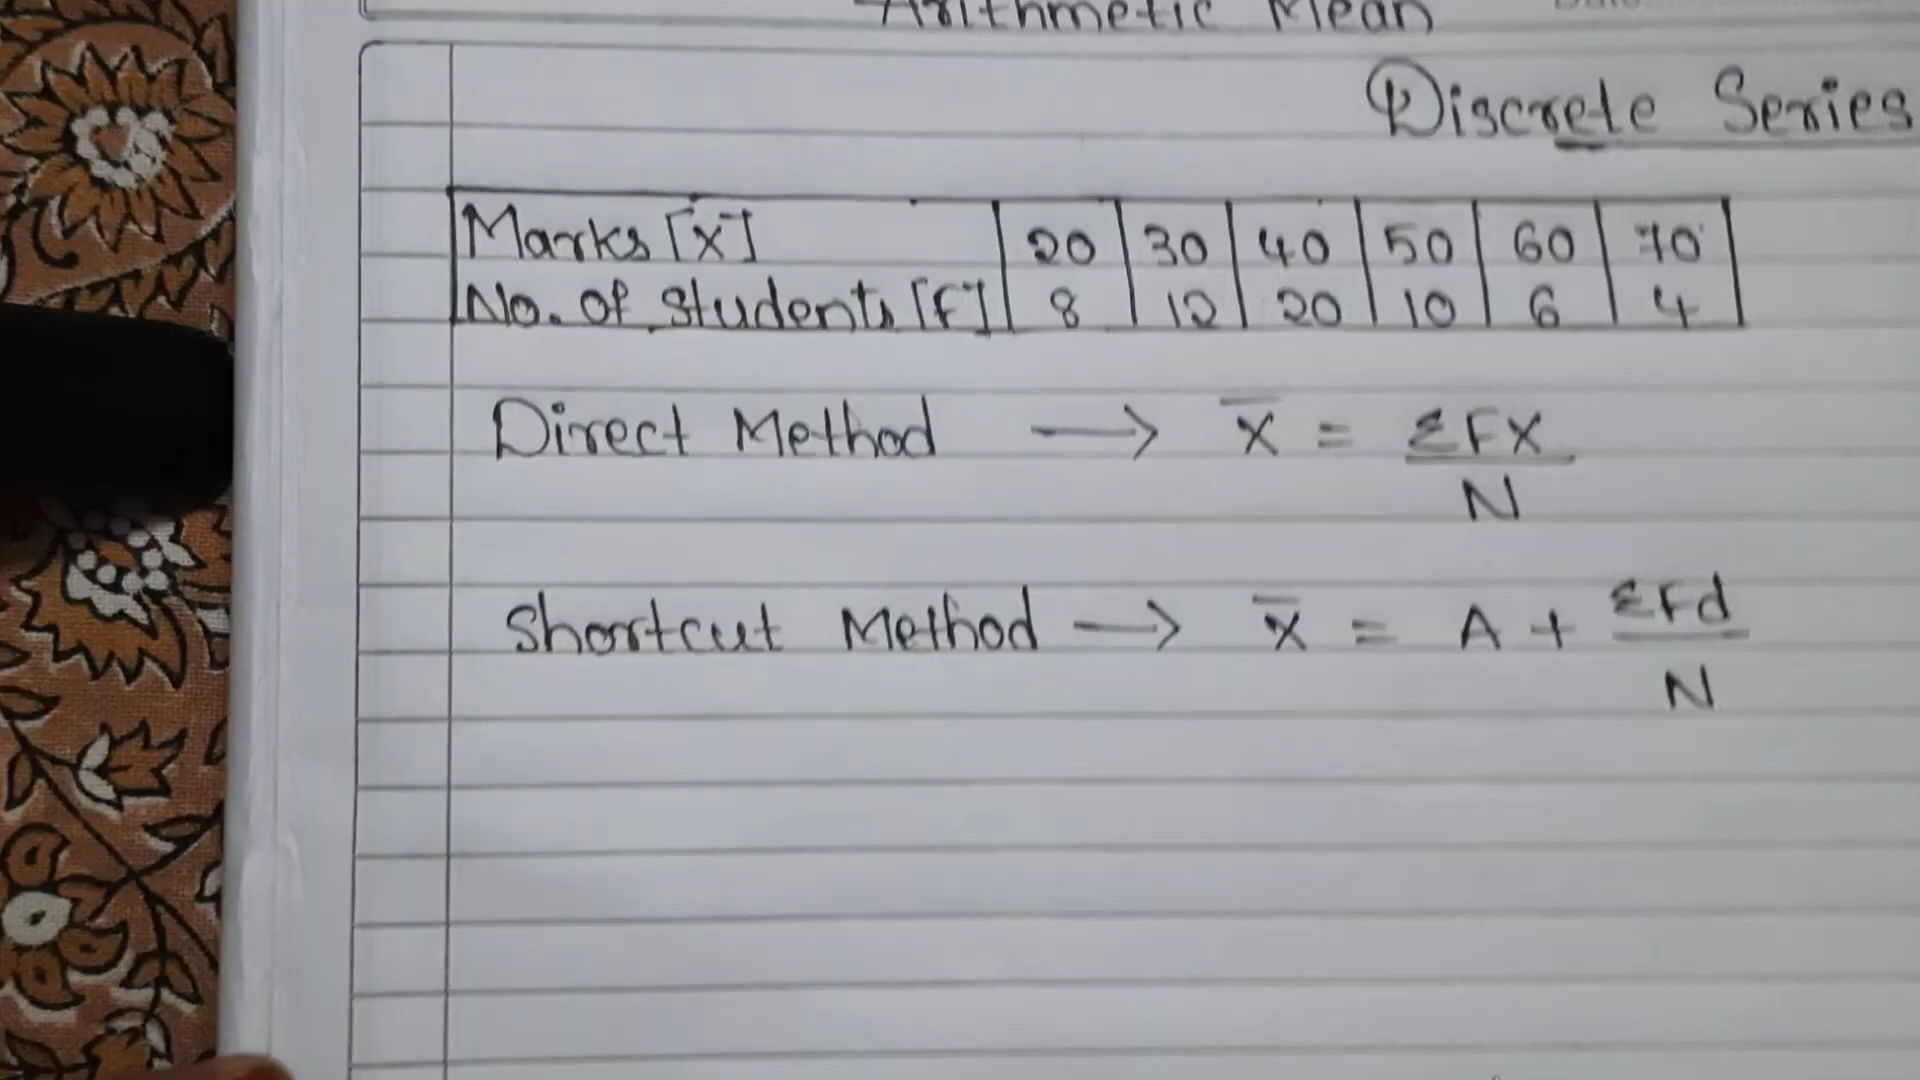 Arithmetic Mean
Discrete Series
Marks [X] 20 30 40 50 60 70
No. of Students [F] 8 12 20 10 6 4
Direct Method → X̄ = ΣFX / N
Shortcut Method → X̄ = A + ΣFd / N